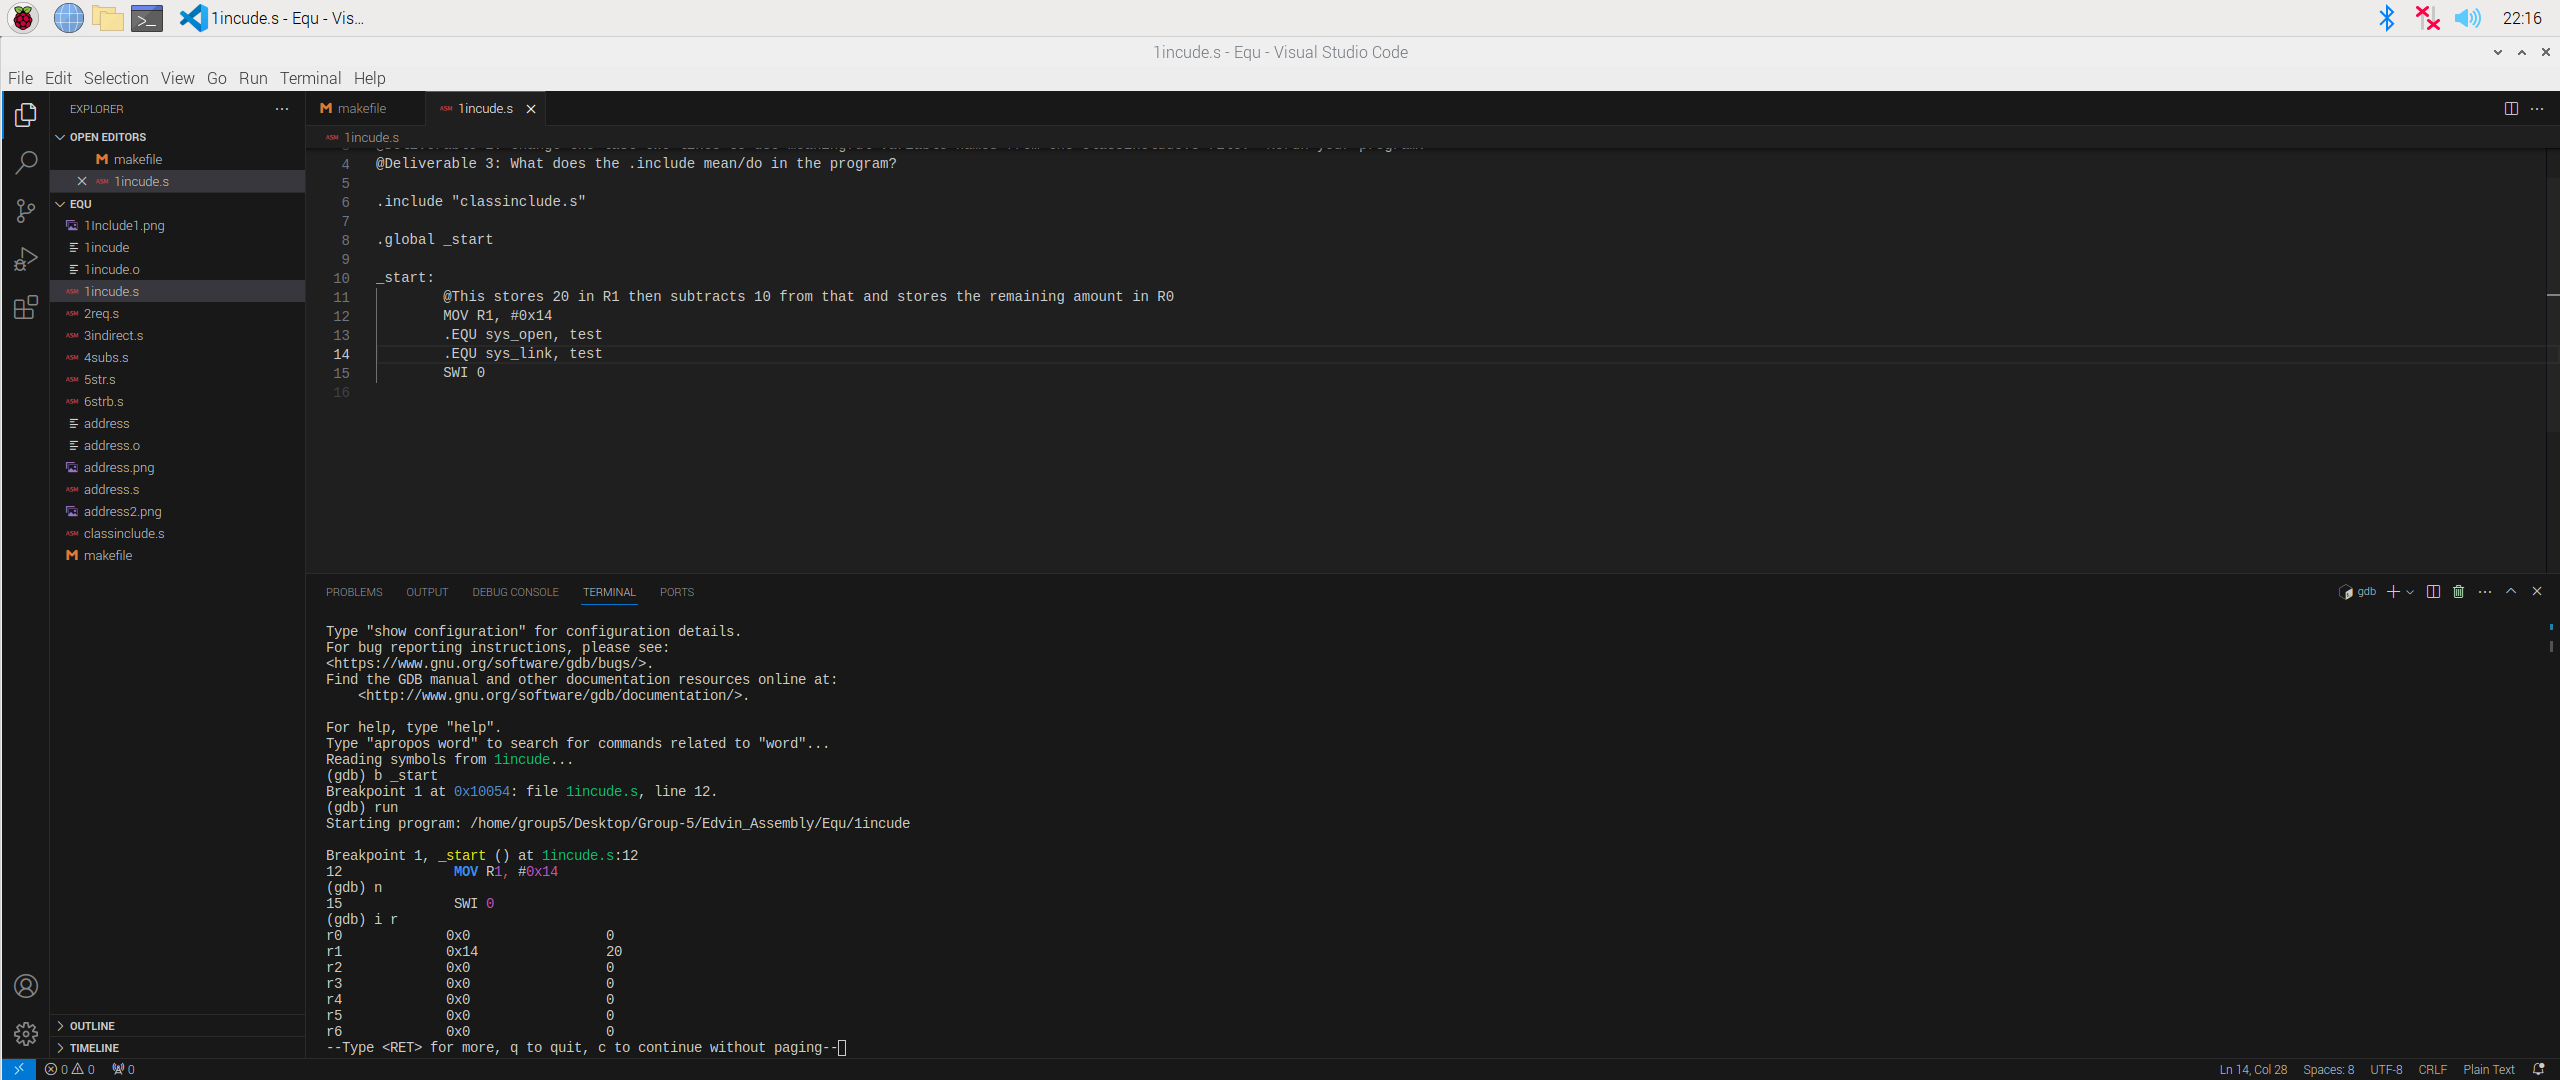 1incude.s - Equ - Vis...
22:16
1incude.s - Equ - Visual Studio Code
File Edit Selection View Go Run Terminal Help
EXPLORER
OPEN EDITORS
makefile
1incude.s
EQU
1Include1.png
1incude
1incude.o
1incude.s
2req.s
3indirect.s
4subs.s
5str.s
6strb.s
address
address.o
address.png
address.s
address2.png
classinclude.s
makefile
OUTLINE
TIMELINE
makefile
1incude.s
1incude.s
4 @Deliverable 3: What does the .include mean/do in the program?
5
6 .include "classinclude.s"
7
8 .global _start
9
10 _start:
11 @This stores 20 in R1 then subtracts 10 from that and stores the remaining amount in R0
12 MOV R1, #0x14
13 .EQU sys_open, test
14 .EQU sys_link, test
15 SWI 0
16
PROBLEMS OUTPUT DEBUG CONSOLE TERMINAL PORTS
gdb
Type "show configuration" for configuration details.
For bug reporting instructions, please see:
<https://www.gnu.org/software/gdb/bugs/>.
Find the GDB manual and other documentation resources online at:
<http://www.gnu.org/software/gdb/documentation/>.
For help, type "help".
Type "apropos word" to search for commands related to "word"...
Reading symbols from 1incude...
(gdb) b _start
Breakpoint 1 at 0x10054: file 1incude.s, line 12.
(gdb) run
Starting program: /home/group5/Desktop/Group-5/Edvin_Assembly/Equ/1incude
Breakpoint 1, _start () at 1incude.s:12
12 MOV R1, #0x14
(gdb) n
15 SWI 0
(gdb) i r
r0 0x0 0
r1 0x14 20
r2 0x0 0
r3 0x0 0
r4 0x0 0
r5 0x0 0
r6 0x0 0
--Type <RET> for more, q to quit, c to continue without paging--
0 0 0
Ln 14, Col 28 Spaces: 8 UTF-8 CRLF Plain Text